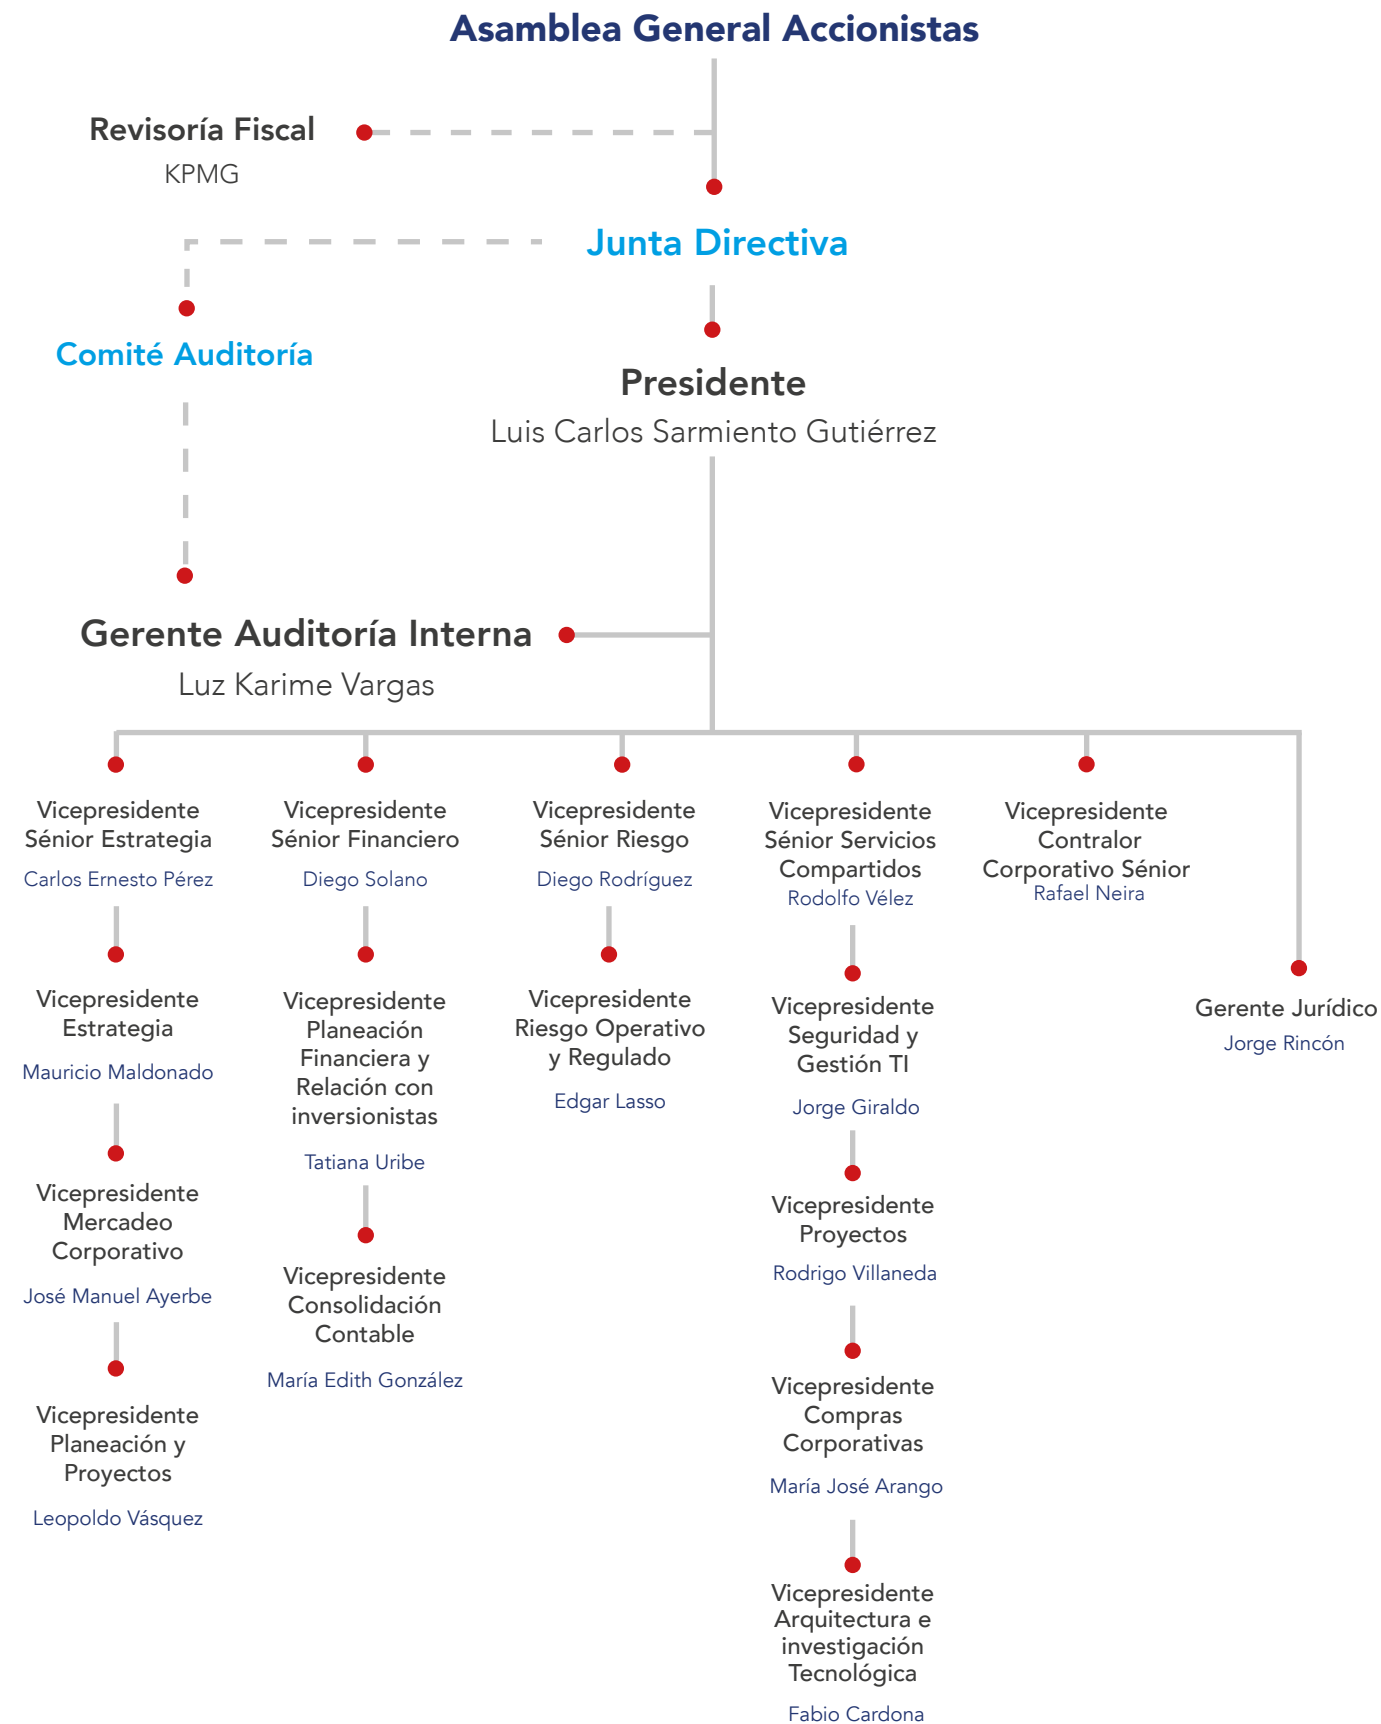 Asamblea General Accionistas
Revisoría Fiscal
KPMG
Junta Directiva
Comité Auditoría
Presidente
Luis Carlos Sarmiento Gutiérrez
Gerente Auditoría Interna
Luz Karime Vargas
Vicepresidente
Sénior Estrategia
Carlos Ernesto Pérez
Vicepresidente
Estrategia
Mauricio Maldonado
Vicepresidente
Mercadeo
Corporativo
José Manuel Ayerbe
Vicepresidente
Planeación y
Proyectos
Leopoldo Vásquez
Vicepresidente
Sénior Financiero
Diego Solano
Vicepresidente
Planeación
Financiera y
Relación con
inversionistas
Tatiana Uribe
Vicepresidente
Consolidación
Contable
María Edith González
Vicepresidente
Sénior Riesgo
Diego Rodríguez
Vicepresidente
Riesgo Operativo
y Regulado
Edgar Lasso
Vicepresidente
Sénior Servicios
Compartidos
Rodolfo Vélez
Vicepresidente
Seguridad y
Gestión TI
Jorge Giraldo
Vicepresidente
Proyectos
Rodrigo Villaneda
Vicepresidente
Compras
Corporativas
María José Arango
Vicepresidente
Arquitectura e
investigación
Tecnológica
Fabio Cardona
Vicepresidente
Contralor
Corporativo Sénior
Rafael Neira
Gerente Jurídico
Jorge Rincón